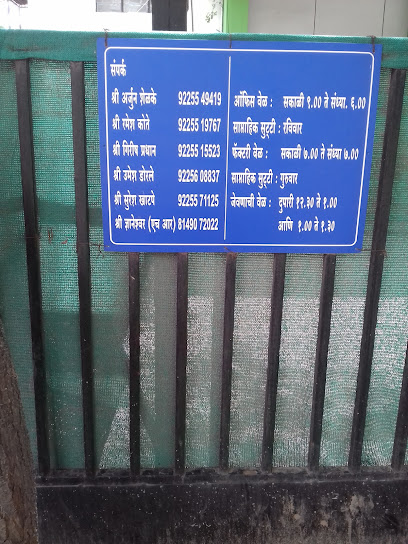 संपर्क
श्री अर्जुन शेळके 92255 49419
श्री रमेश कोते 92255 19767
श्री गिरीष प्रधान 92255 15523
श्री उमेश ढोरले 92256 08837
श्री सुरेश खाटपे 92255 71125
श्री ज्ञानेश्वर (एच आर) 81490 72022
ऑफिस वेळ : सकाळी ९.०० ते संध्या. ६.००
साप्ताहिक सुट्टी : रविवार
फॅक्टरी वेळ : सकाळी ७.०० ते संध्या ७.००
साप्ताहिक सुट्टी : गुरुवार
जेवणाची वेळ : दुपारी १२.३० ते १.००
आणि १.०० ते १.३०